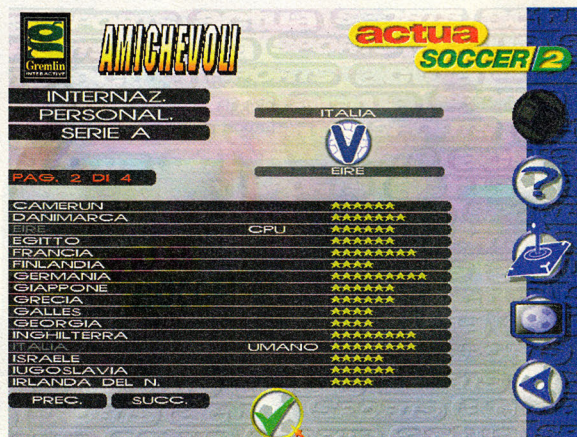 Gremlin
INTERACTIVE
AMICHEVOLI
actua
SOCCER 2
INTERNAZ.
PERSONAL.
SERIE A
ITALIA
V
EIRE
PAG. 2 DI 4
CAMERUN ★★★★★★
DANIMARCA ★★★★★★★
EIRE CPU ★★★★★★
EGITTO ★★★★★★
FRANCIA ★★★★★★★★
FINLANDIA ★★★★
GERMANIA ★★★★★★★★★
GIAPPONE ★★★★★★
GRECIA ★★★★★★
GALLES ★★★★
GEORGIA ★★★★
INGHILTERRA ★★★★★★★★
ITALIA UMANO ★★★★★★★★
ISRAELE ★★★★★
IUGOSLAVIA ★★★★★★
IRLANDA DEL N. ★★★★
PREC. SUCC.